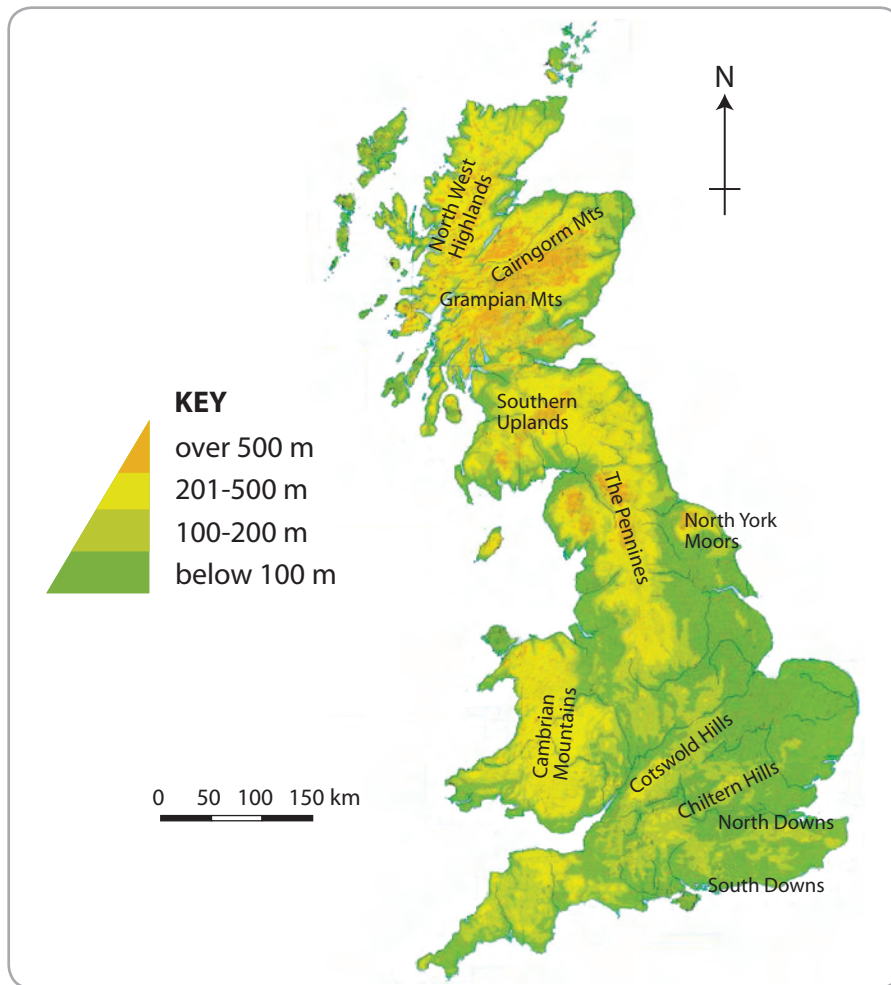 N
North West
Highlands
Cairngorm Mts
Grampian Mts
KEY
over 500 m
201-500 m
100-200 m
below 100 m
Southern
Uplands
The Pennines
North York
Moors
Cambrian
Mountains
Cotswold Hills
Chiltern Hills
North Downs
South Downs
0 50 100 150 km